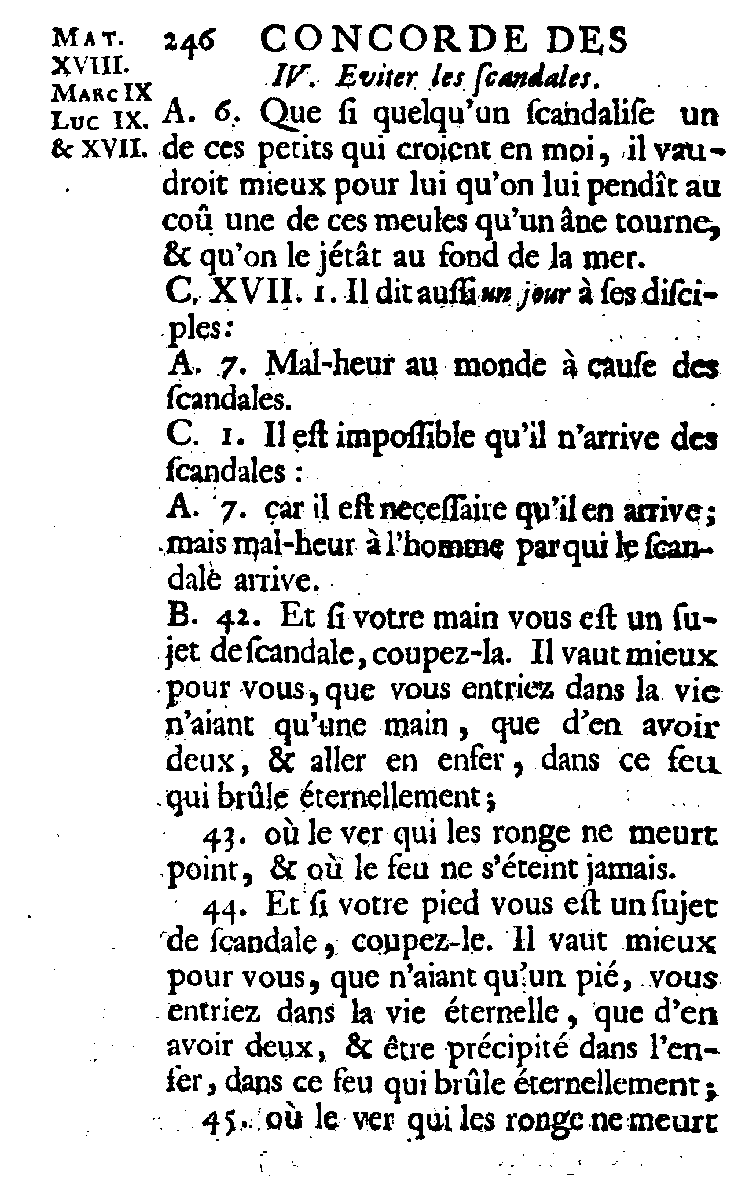 MAT.
XVIII.
MARC IX
LUC IX.
& XVII.
246 CONCORDE DES
IV. Eviter les ſcandales.
A. 6. Que ſi quelqu'un ſcandaliſe un
de ces petits qui croient en moi, il vau-
droit mieux pour lui qu'on lui pendît au
coû une de ces meules qu'un âne tourne,
& qu'on le jétât au fond de la mer.
C. XVII. 1. Il dit auſſi un jour à ſes diſci-
ples:
A. 7. Mal-heur au monde à cauſe des
ſcandales.
C. 1. Il eſt impoſſible qu'il n'arrive des
ſcandales :
A. 7. car il eſt neceſſaire qu'il en arrive;
mais mal-heur à l'homme par qui le ſcan-
dale arrive.
B. 42. Et ſi votre main vous eſt un ſu-
jet de ſcandale, coupez-la. Il vaut mieux
pour vous, que vous entriez dans la vie
n'aiant qu'une main, que d'en avoir
deux, & aller en enfer, dans ce feu
qui brûle éternellement;
43. où le ver qui les ronge ne meurt
point, & où le feu ne s'éteint jamais.
44. Et ſi votre pied vous eſt un ſujet
de ſcandale, coupez-le. Il vaut mieux
pour vous, que n'aiant qu'un pié, vous
entriez dans la vie éternelle, que d'en
avoir deux, & être précipité dans l'en-
fer, dans ce feu qui brûle éternellement;
45. où le ver qui les ronge ne meurt